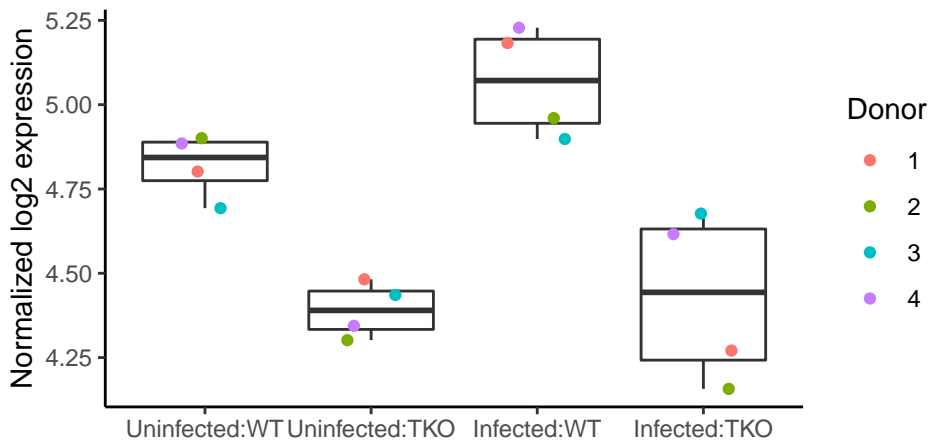 Normalized log2 expression
5.25
5.00
4.75
4.50
4.25
Uninfected:WT
Uninfected:TKO
Infected:WT
Infected:TKO
Donor
1
2
3
4